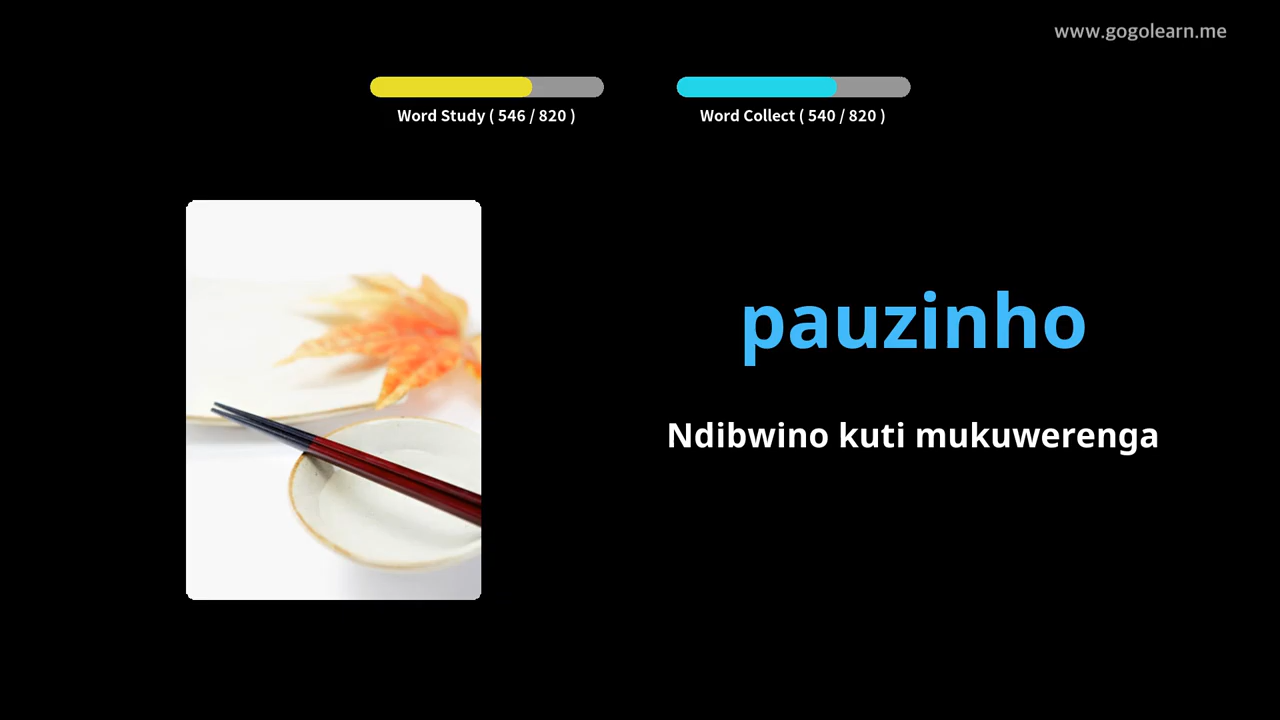 www.gogolearn.me
Word Study ( 546 / 820 )
Word Collect ( 540 / 820 )
pauzinho
Ndibwino kuti mukuwerenga